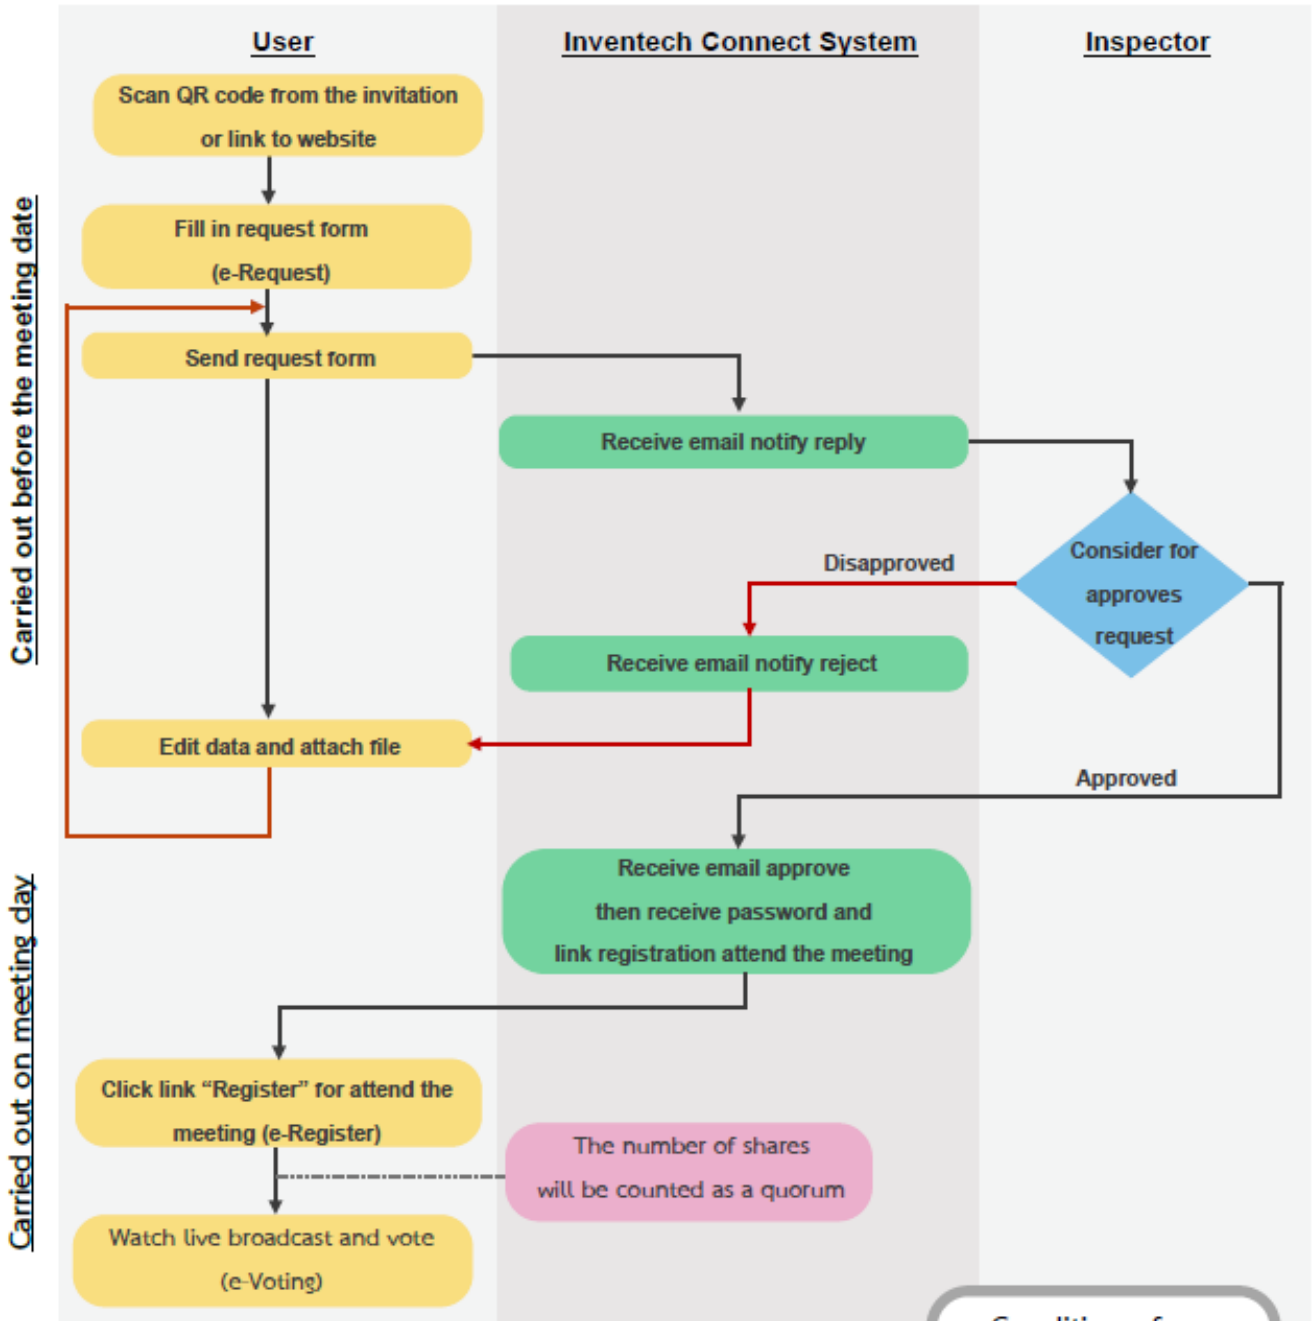 User
Inventech Connect System
Inspector
Scan QR code from the invitation
or link to website
Carried out before the meeting date
Fill in request form
(e-Request)
Send request form
Receive email notify reply
Consider for
approves
request
Disapproved
Receive email notify reject
Edit data and attach file
Approved
Receive email approve
then receive password and
link registration attend the meeting
Carried out on meeting day
Click link “Register” for attend the
meeting (e-Register)
The number of shares
will be counted as a quorum
Watch live broadcast and vote
(e-Voting)